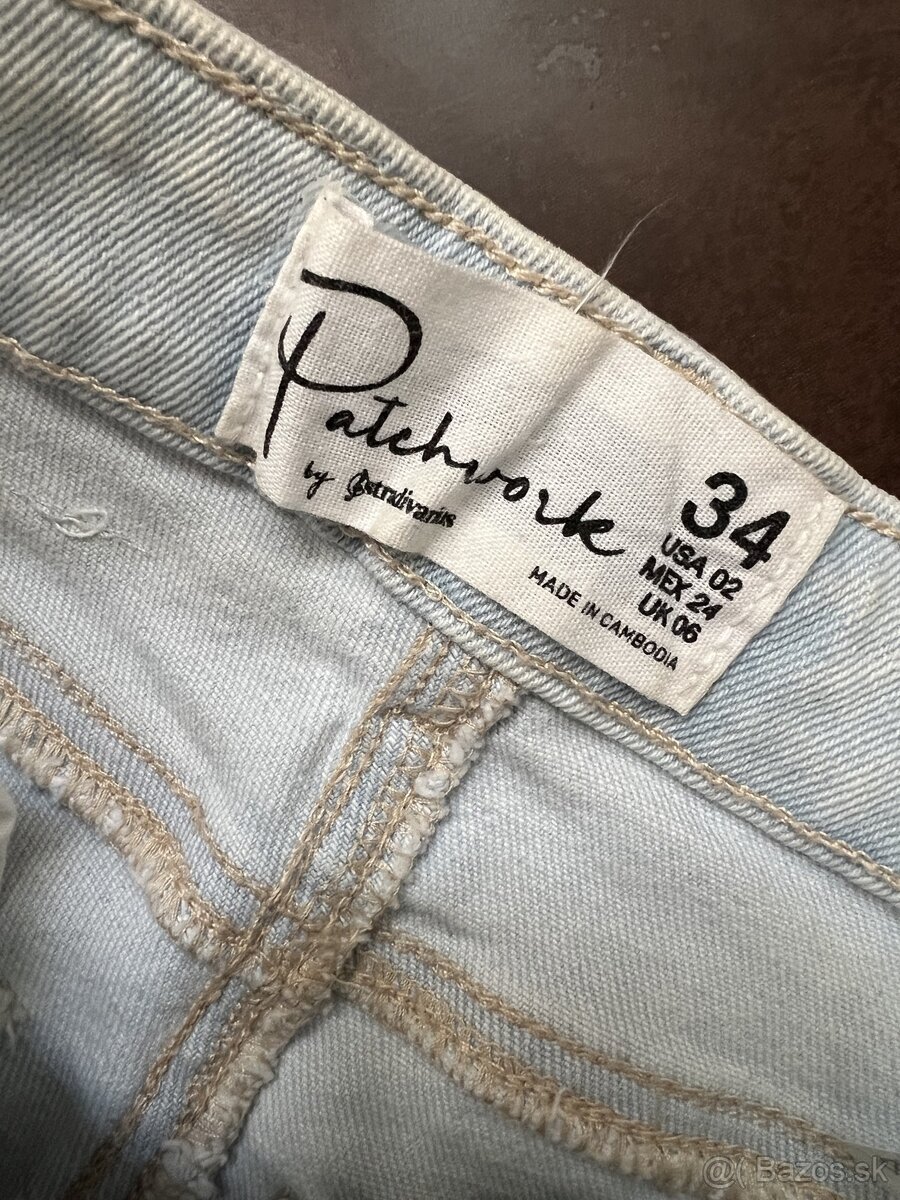 Patchwork
by Stradivarius
34
USA 02
MEX 24
UK 06
MADE IN CAMBODIA
@( Bazos.sk